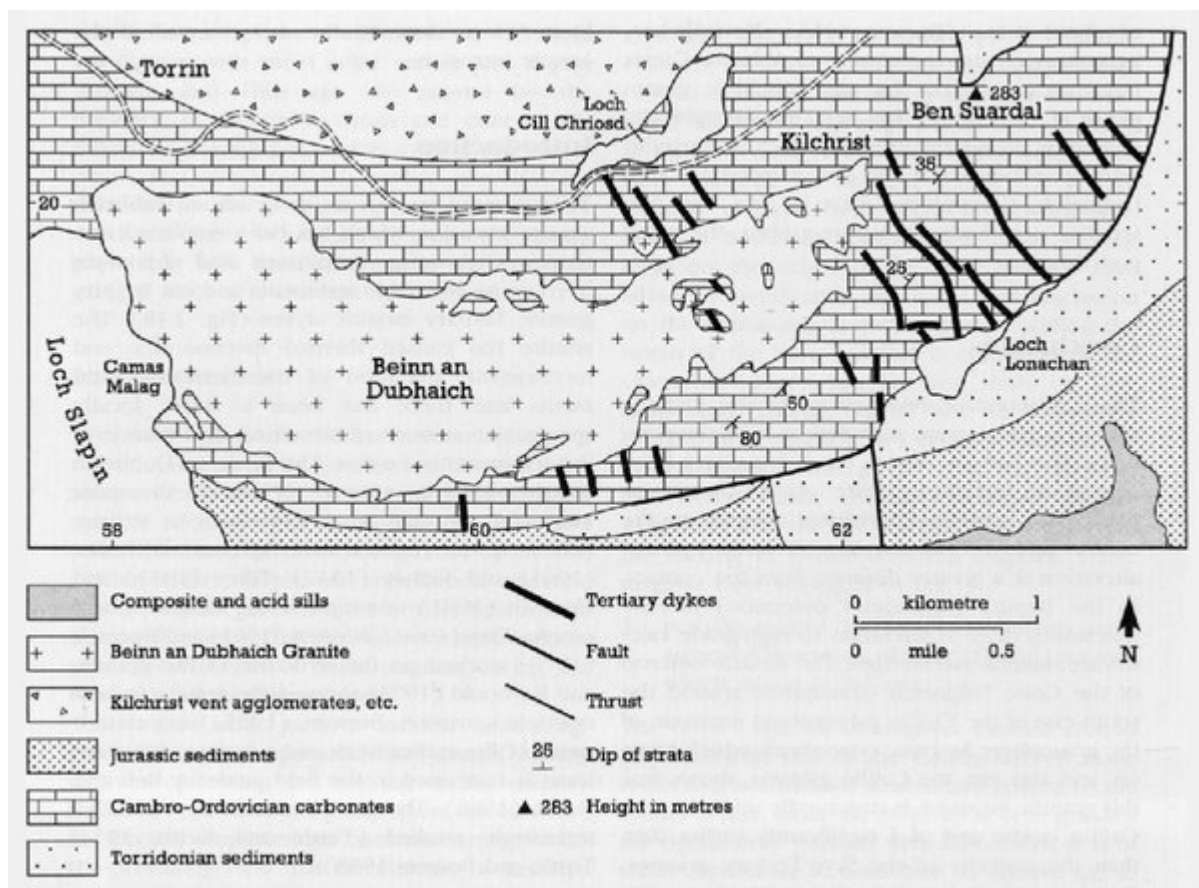 Torrin
Loch
Cill Chriosd
283
Ben Suardal
Kilchrist
35
20
25
Loch Slapin
Camas
Malag
Beinn an
Dubhaich
Loch
Lonachan
50
80
58
60
62
Composite and acid sills
Beinn an Dubhaich Granite
Kilchrist vent agglomerates, etc.
Jurassic sediments
Cambro-Ordovician carbonates
Torridonian sediments
Tertiary dykes
Fault
Thrust
25 Dip of strata
283 Height in metres
0 kilometre 1
0 mile 0.5
N